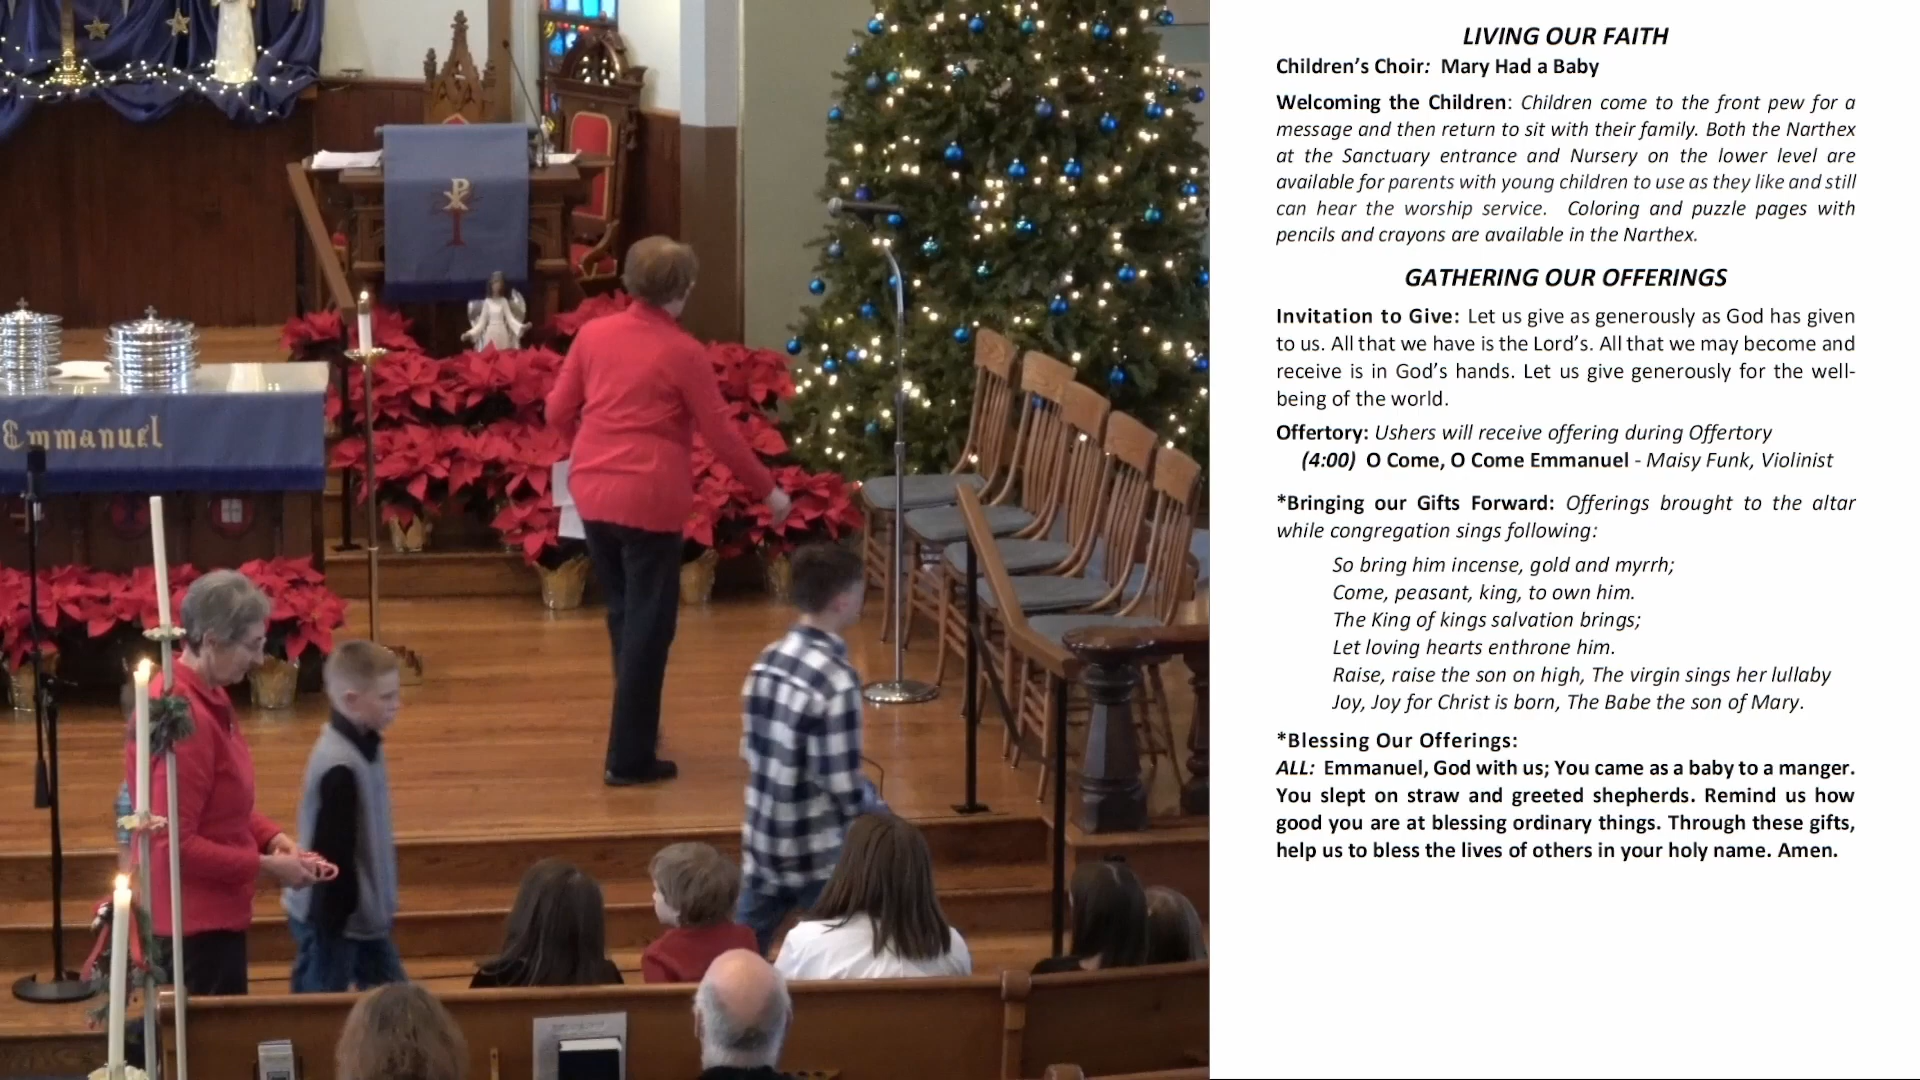 Emmanuel
LIVING OUR FAITH
Children's Choir: Mary Had a Baby
Welcoming the Children: Children come to the front pew for a
message and then return to sit with their family. Both the Narthex
at the Sanctuary entrance and Nursery on the lower level are
available for parents with young children to use as they like and still
can hear the worship service. Coloring and puzzle pages with
pencils and crayons are available in the Narthex.
GATHERING OUR OFFERINGS
Invitation to Give: Let us give as generously as God has given
to us. All that we have is the Lord's. All that we may become and
receive is in God's hands. Let us give generously for the well-
being of the world.
Offertory: Ushers will receive offering during Offertory
(4:00) O Come, O Come Emmanuel - Maisy Funk, Violinist
*Bringing our Gifts Forward: Offerings brought to the altar
while congregation sings following:
So bring him incense, gold and myrrh;
Come, peasant, king, to own him.
The King of kings salvation brings;
Let loving hearts enthrone him.
Raise, raise the son on high, The virgin sings her lullaby
Joy, Joy for Christ is born, The Babe the son of Mary.
*Blessing Our Offerings:
ALL: Emmanuel, God with us; You came as a baby to a manger.
You slept on straw and greeted shepherds. Remind us how
good you are at blessing ordinary things. Through these gifts,
help us to bless the lives of others in your holy name. Amen.